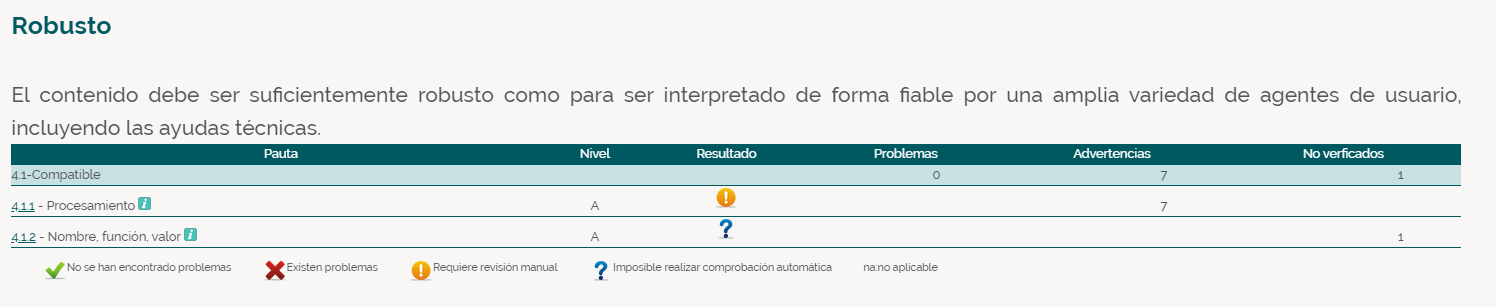 Robusto
El contenido debe ser suficientemente robusto como para ser interpretado de forma fiable por una amplia variedad de agentes de usuario,
incluyendo las ayudas técnicas.
Pauta Nivel Resultado Problemas Advertencias No verficados
4.1-Compatible 0 7 1
4.1.1 - Procesamiento i A ! 7
4.1.2 - Nombre, función, valor i A ? 1
No se han encontrado problemas Existen problemas ! Requiere revisión manual ? Imposible realizar comprobación automática na:no aplicable